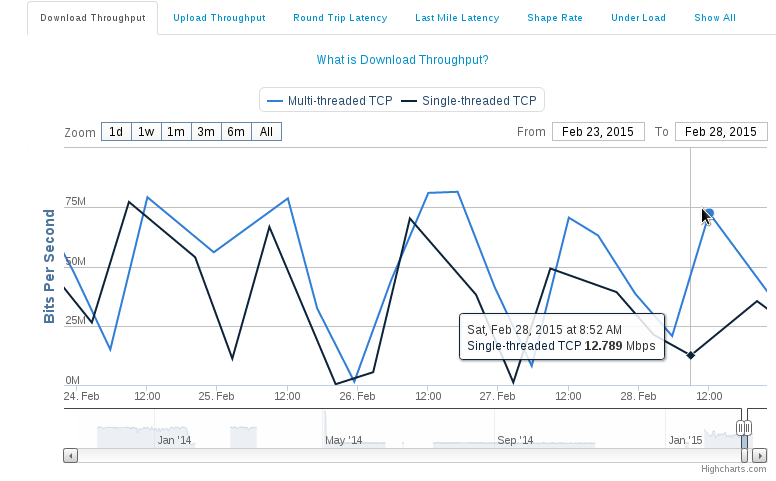 Download Throughput Upload Throughput Round Trip Latency Last Mile Latency Shape Rate Under Load Show All
What is Download Throughput?
Multi-threaded TCP Single-threaded TCP
Zoom 1d 1w 1m 3m 6m All From Feb 23, 2015 To Feb 28, 2015
Bits Per Second
75M
50M
25M
0M
Sat, Feb 28, 2015 at 8:52 AM
Single-threaded TCP 12.789 Mbps
24. Feb 12:00 25. Feb 12:00 26. Feb 12:00 27. Feb 12:00 28. Feb 12:00
Jan '14 May '14 Sep '14 Jan '15
Highcharts.com